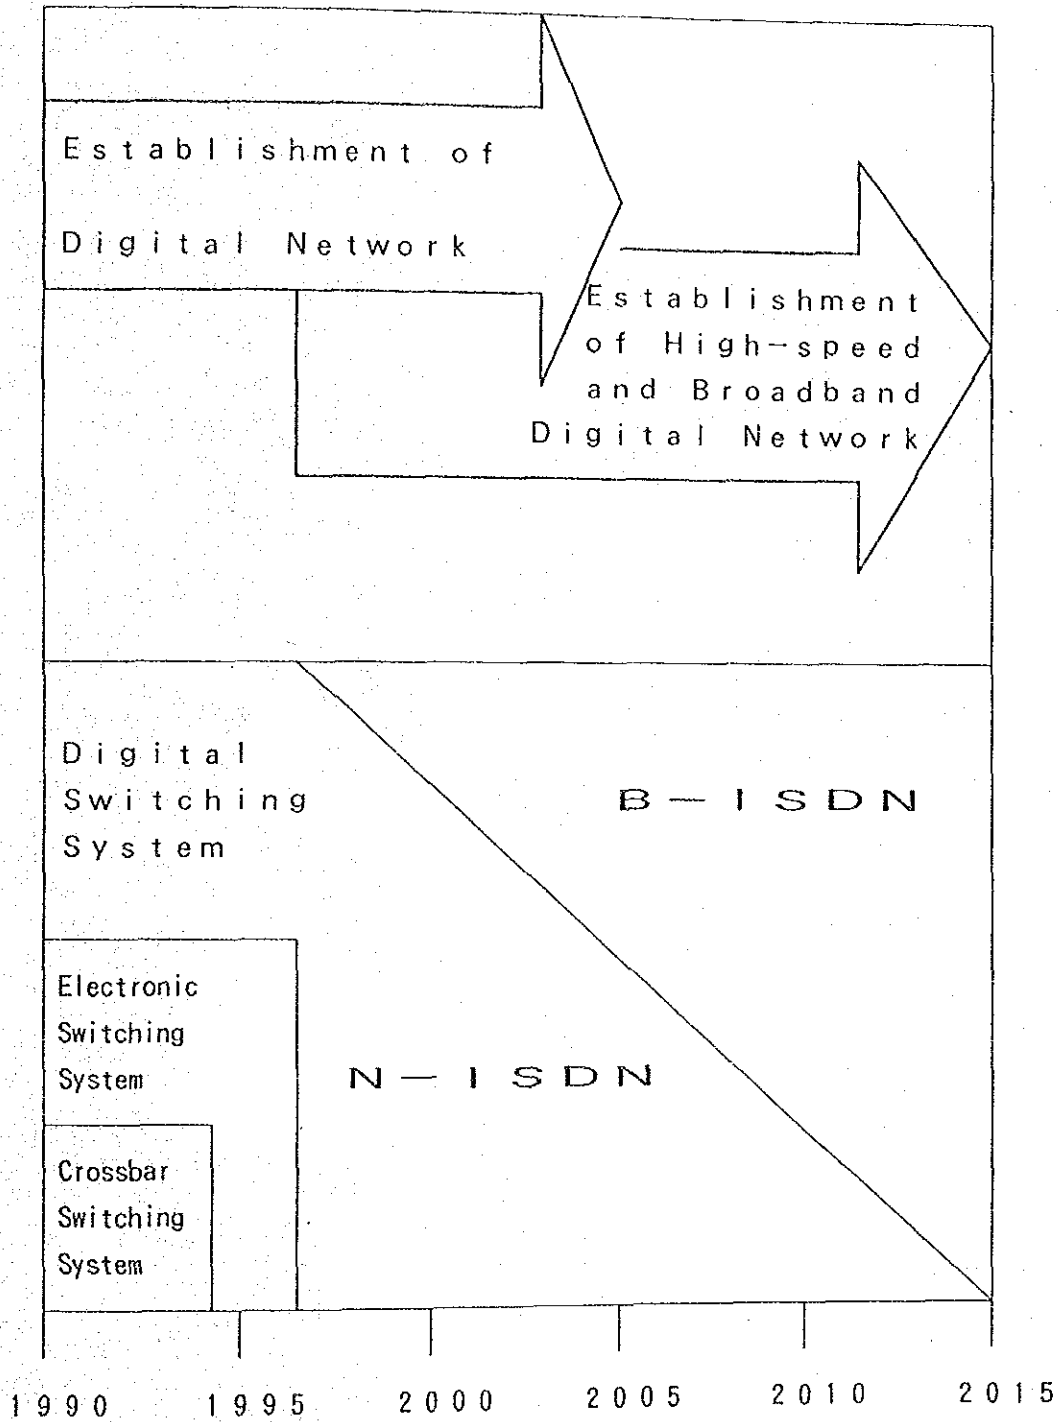 Establishment of
Digital Network
Establishment
of High-speed
and Broadband
Digital Network
Digital
Switching
System
B-ISDN
Electronic
Switching
System
N-ISDN
Crossbar
Switching
System
1990 1995 2000 2005 2010 2015